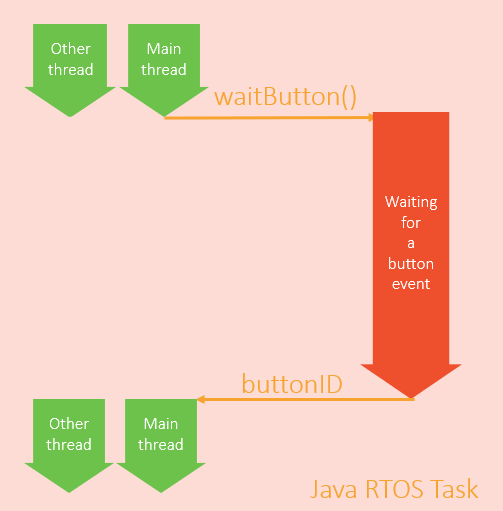 Other
thread
Main
thread
waitButton()
Waiting
for
a
button
event
buttonID
Other
thread
Main
thread
Java RTOS Task